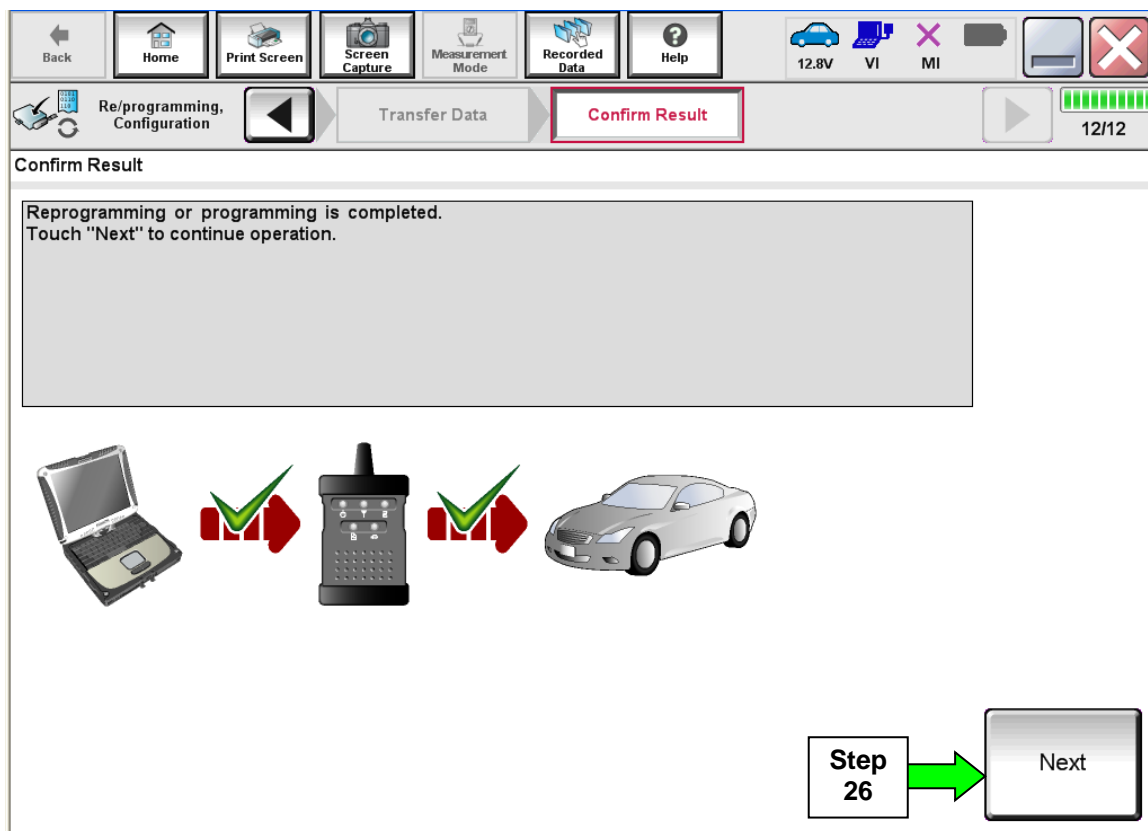 Back
Home
Print Screen
Screen
Capture
Measurement
Mode
Recorded
Data
Help
12.8V
VI
MI
Re/programming,
Configuration
Transfer Data
Confirm Result
12/12
Confirm Result
Reprogramming or programming is completed.
Touch "Next" to continue operation.
Step
26
Next